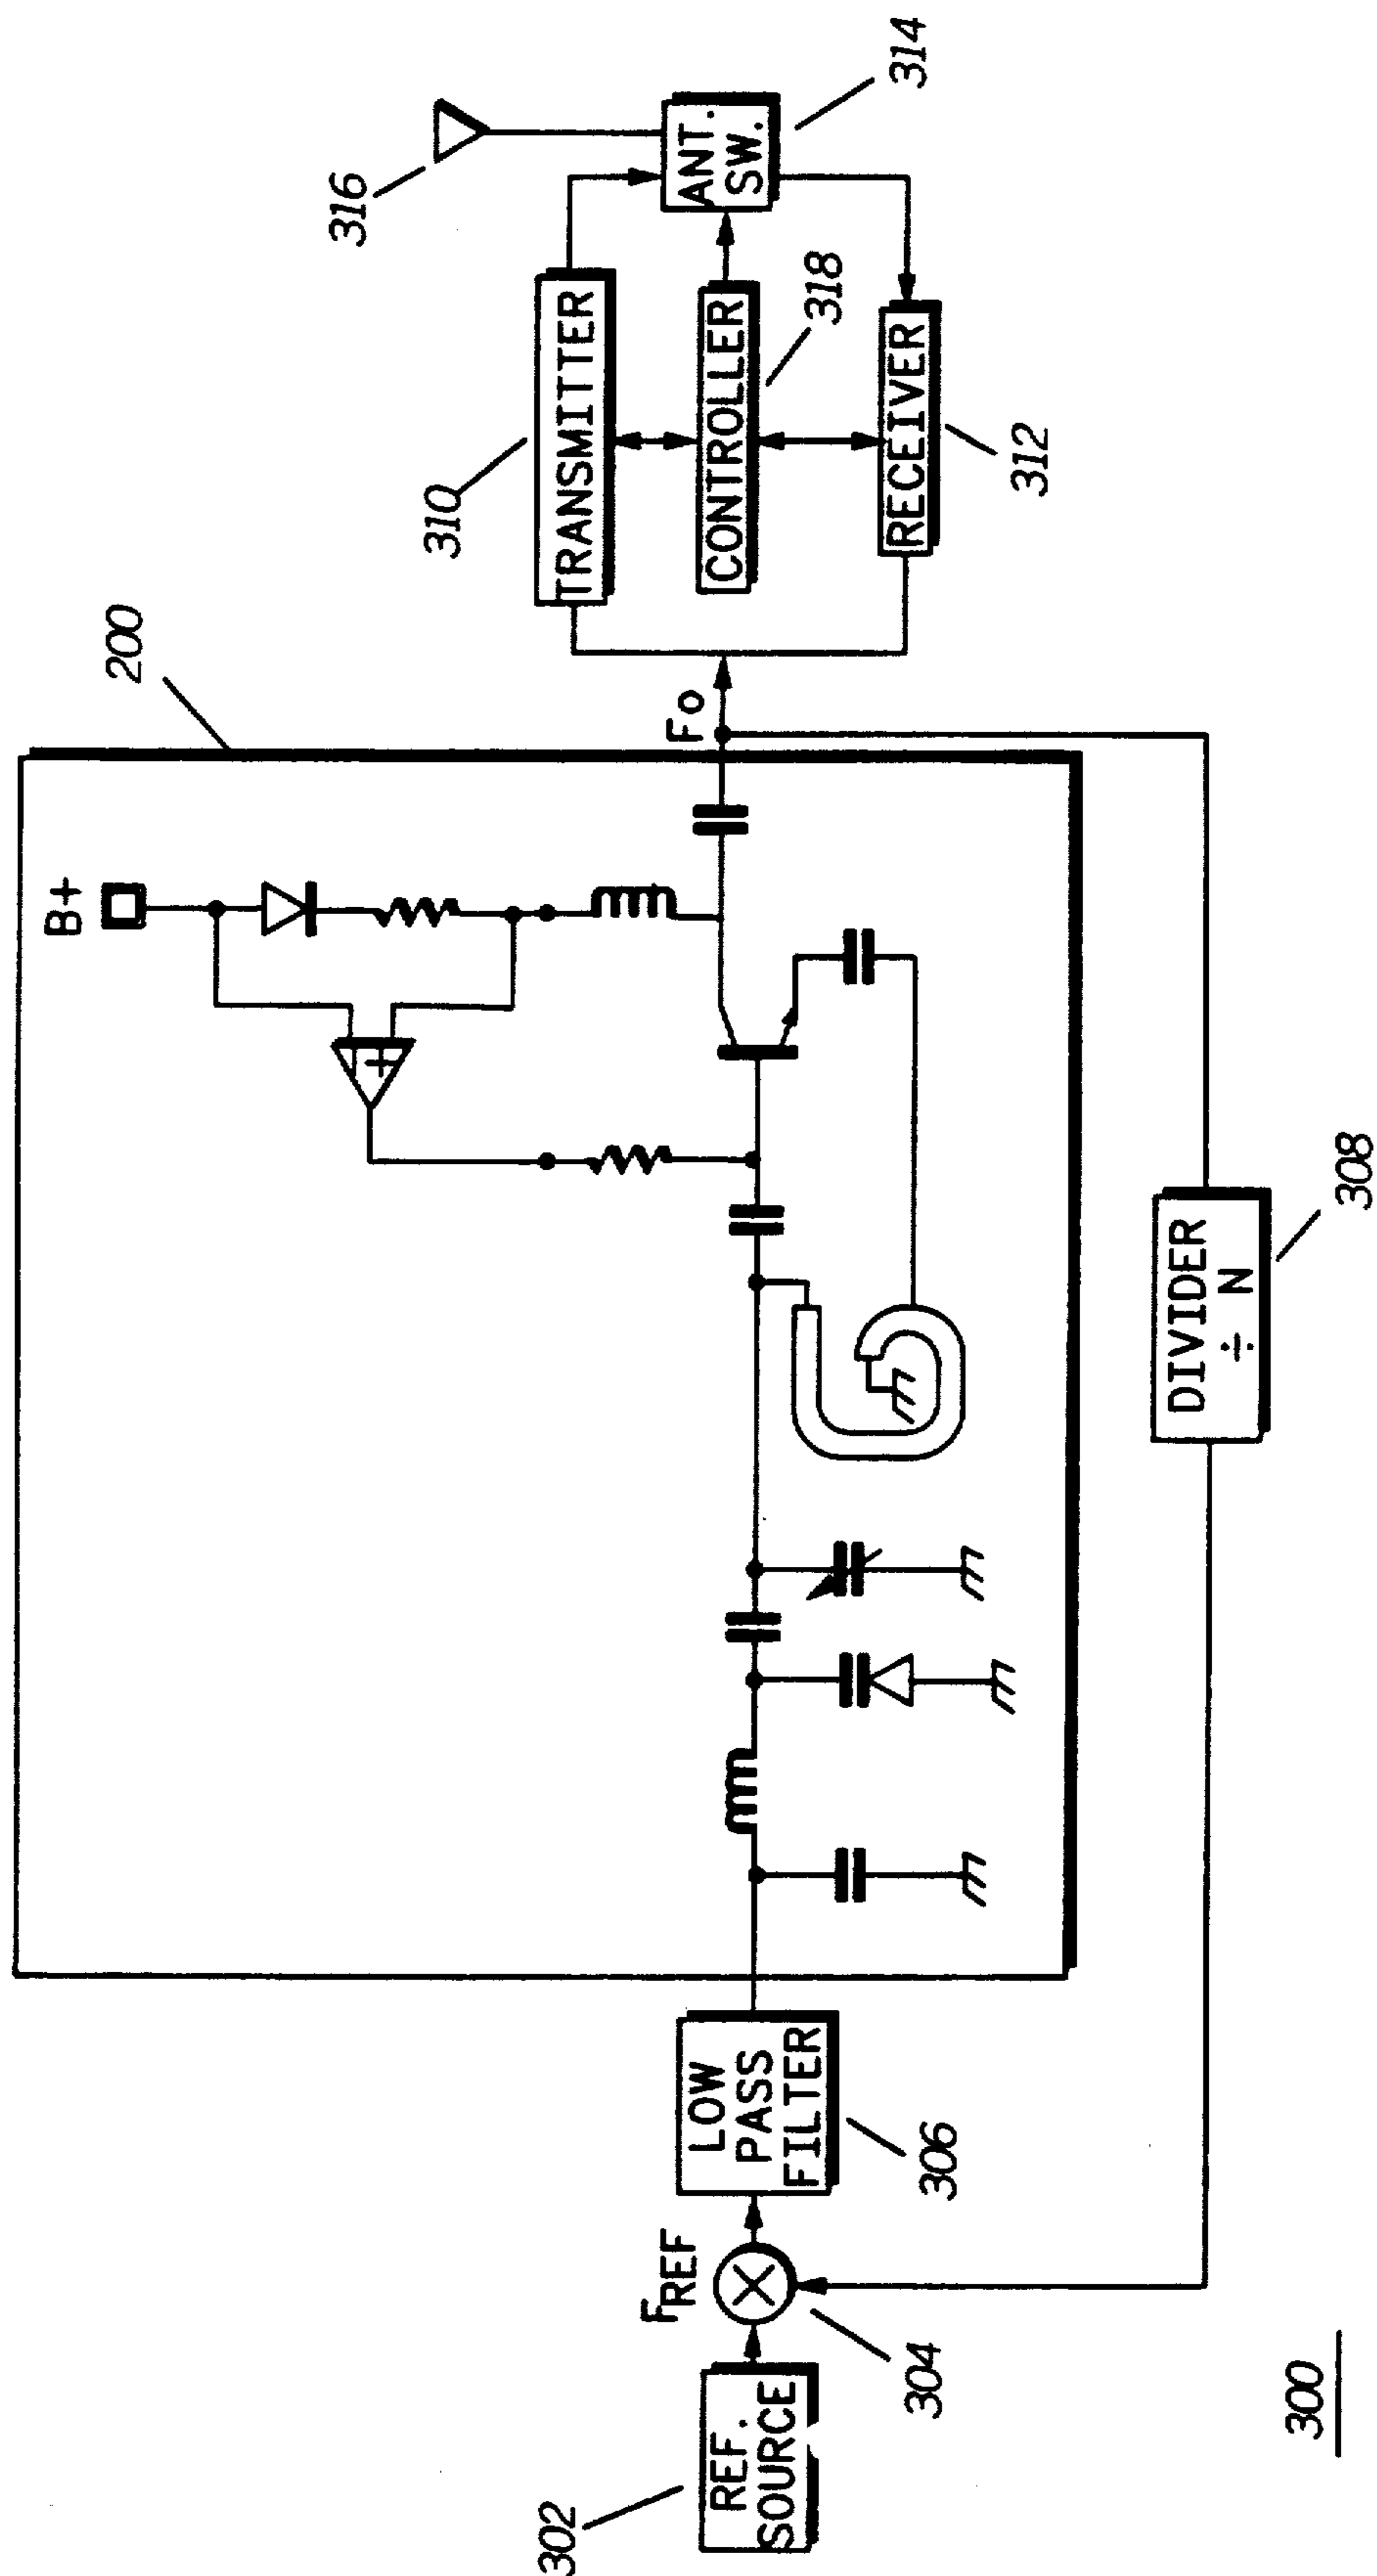 302
REF.
SOURCE
FREF
304
LOW
PASS
FILTER
306
200
B+
+
Fo
DIVIDER
÷ N
308
310
TRANSMITTER
CONTROLLER
318
RECEIVER
312
316
ANT.
SW.
314
300